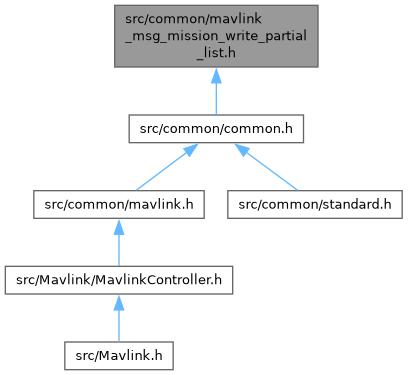 src/common/mavlink
_msg_mission_write_partial
_list.h
src/common/common.h
src/common/mavlink.h
src/common/standard.h
src/Mavlink/MavlinkController.h
src/Mavlink.h